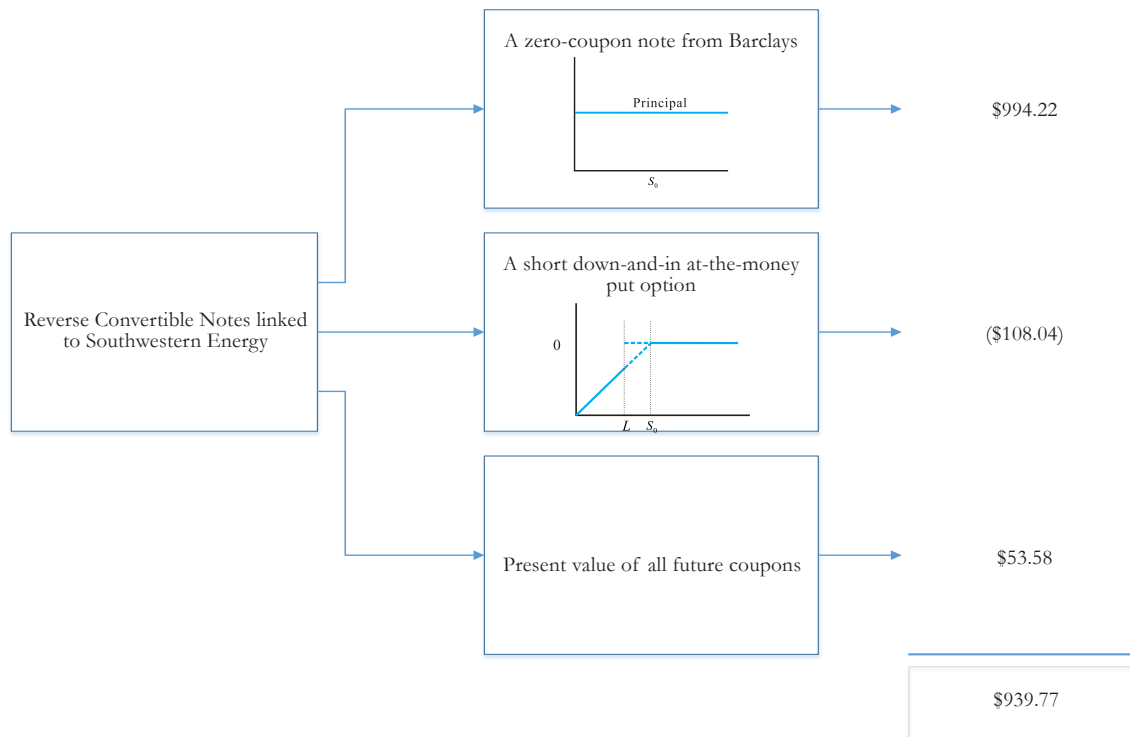 A zero-coupon note from Barclays
Principal
S0
$994.22
Reverse Convertible Notes linked
to Southwestern Energy
A short down-and-in at-the-money
put option
0
L S0
($108.04)
Present value of all future coupons
$53.58
$939.77